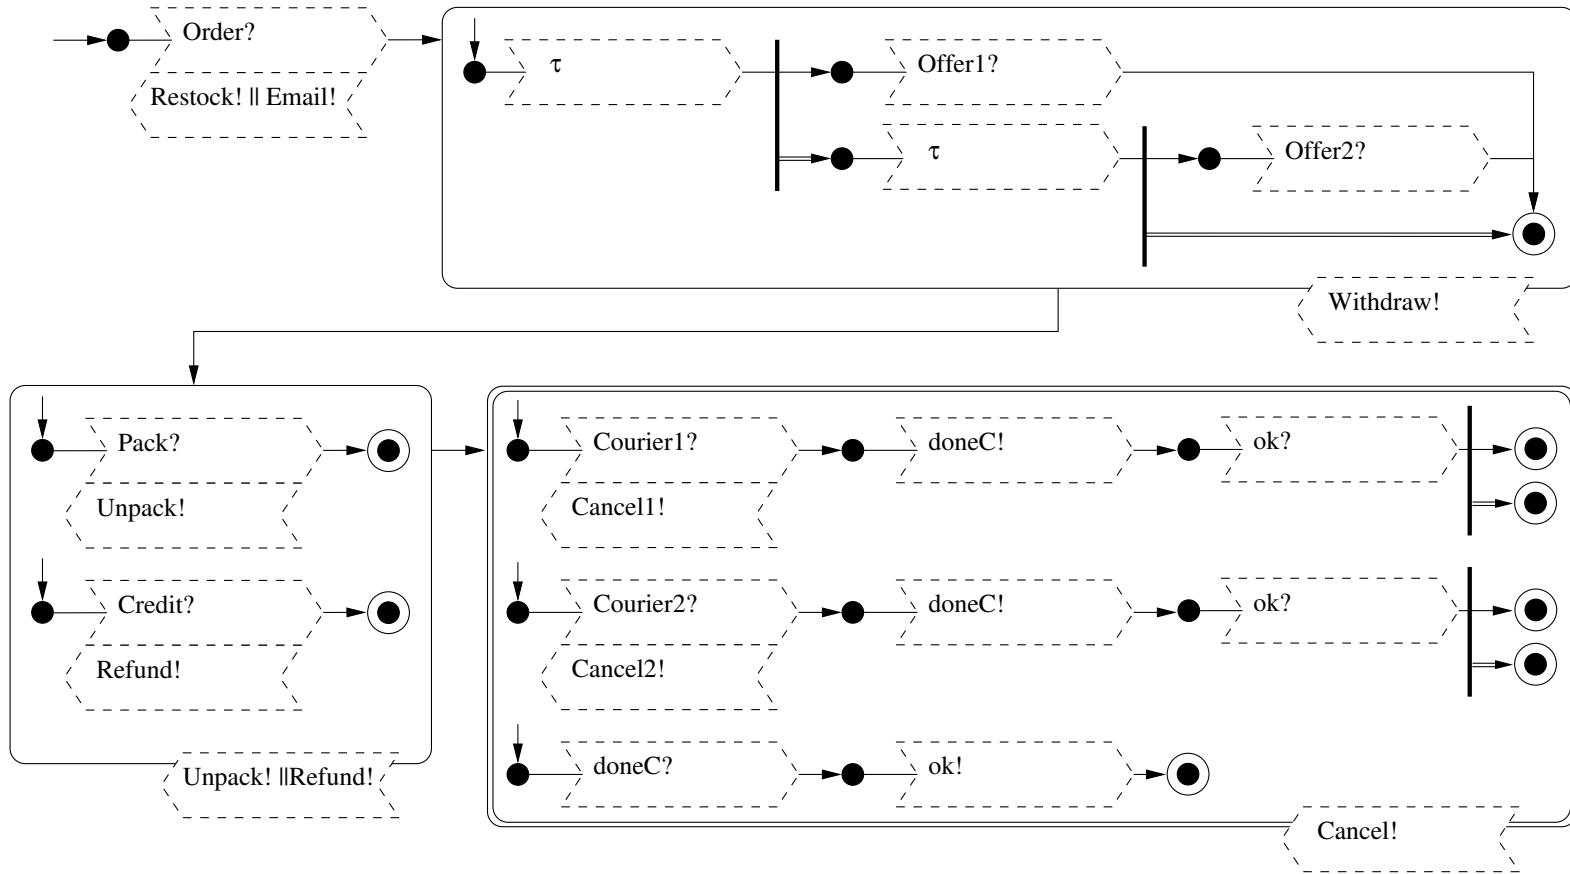 Order?
Restock! || Email!
τ
Offer1?
τ
Offer2?
Withdraw!
Pack?
Unpack!
Credit?
Refund!
Unpack! ||Refund!
Courier1?
doneC!
ok?
Cancel1!
Courier2?
doneC!
ok?
Cancel2!
doneC?
ok!
Cancel!